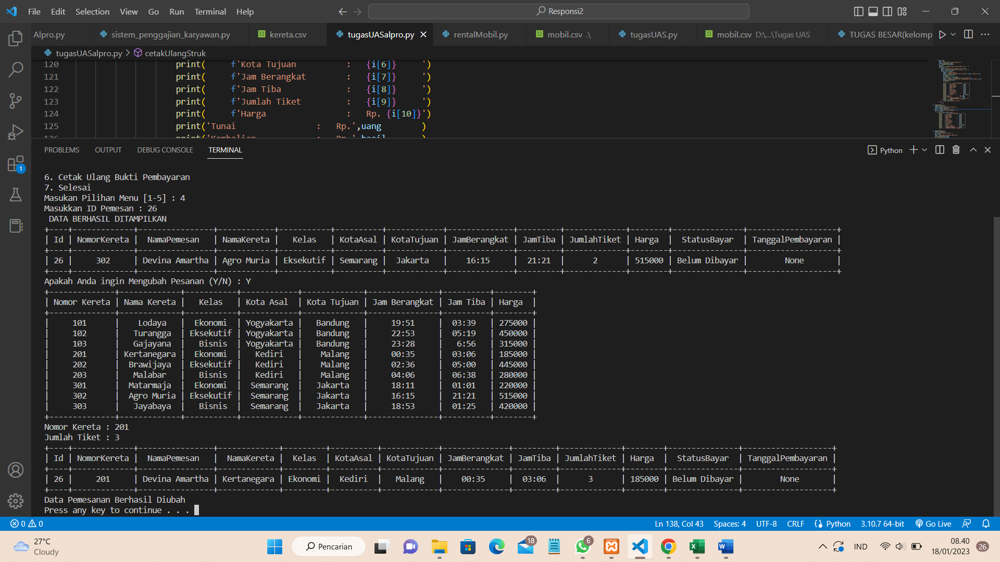 File Edit Selection View Go Run Terminal Help Responsi2
Alpro.py sistem_penggajian_karyawan.py kereta.csv tugasUASalpro.py rentalMobil.py mobil.csv .\ tugasUAS.py mobil.csv D:\...\Tugas UAS TUGAS BESAR(kelomp
tugasUASalpro.py > cetakUlangStruk
120 print( f'Kota Tujuan : {i[6]} ')
121 print( f'Jam Berangkat : {i[7]} ')
122 print( f'Jam Tiba : {i[8]} ')
123 print( f'Jumlah Tiket : {i[9]} ')
124 print( f'Harga : Rp. {i[10]}')
125 print('Tunai : Rp.',uang )
126 print('Kembalian : Rp.',hasil )
PROBLEMS OUTPUT DEBUG CONSOLE TERMINAL Python
6. Cetak Ulang Bukti Pembayaran
7. Selesai
Masukan Pilihan Menu [1-5] : 4
Masukkan ID Pemesan : 26
DATA BERHASIL DITAMPILKAN
+----+-------------+----------------+------------+-----------+----------+------------+--------------+---------+-------------+--------+---------------+-------------------+
| Id | NomorKereta | NamaPemesan | NamaKereta | Kelas | KotaAsal | KotaTujuan | JamBerangkat | JamTiba | JumlahTiket | Harga | StatusBayar | TanggalPembayaran |
+----+-------------+----------------+------------+-----------+----------+------------+--------------+---------+-------------+--------+---------------+-------------------+
| 26 | 302 | Devina Amartha | Agro Muria | Eksekutif | Semarang | Jakarta | 16:15 | 21:21 | 2 | 515000 | Belum Dibayar | None |
+----+-------------+----------------+------------+-----------+----------+------------+--------------+---------+-------------+--------+---------------+-------------------+
Apakah Anda ingin Mengubah Pesanan (Y/N) : Y
+--------------+-------------+-----------+------------+-------------+---------------+----------+--------+
| Nomor Kereta | Nama Kereta | Kelas | Kota Asal | Kota Tujuan | Jam Berangkat | Jam Tiba | Harga |
+--------------+-------------+-----------+------------+-------------+---------------+----------+--------+
| 101 | Lodaya | Ekonomi | Yogyakarta | Bandung | 19:51 | 03:39 | 275000 |
| 102 | Turangga | Eksekutif | Yogyakarta | Bandung | 22:53 | 05:19 | 450000 |
| 103 | Gajayana | Bisnis | Yogyakarta | Bandung | 23:28 | 6:56 | 315000 |
| 201 | Kertanegara | Ekonomi | Kediri | Malang | 00:35 | 03:06 | 185000 |
| 202 | Brawijaya | Eksekutif | Kediri | Malang | 02:36 | 05:00 | 445000 |
| 203 | Malabar | Bisnis | Kediri | Malang | 04:06 | 06:38 | 280000 |
| 301 | Matarmaja | Ekonomi | Semarang | Jakarta | 18:11 | 01:01 | 220000 |
| 302 | Agro Muria | Eksekutif | Semarang | Jakarta | 16:15 | 21:21 | 515000 |
| 303 | Jayabaya | Bisnis | Semarang | Jakarta | 18:53 | 01:25 | 420000 |
+--------------+-------------+-----------+------------+-------------+---------------+----------+--------+
Nomor Kereta : 201
Jumlah Tiket : 3
+----+-------------+----------------+-------------+---------+----------+------------+--------------+---------+-------------+--------+---------------+-------------------+
| Id | NomorKereta | NamaPemesan | NamaKereta | Kelas | KotaAsal | KotaTujuan | JamBerangkat | JamTiba | JumlahTiket | Harga | StatusBayar | TanggalPembayaran |
+----+-------------+----------------+-------------+---------+----------+------------+--------------+---------+-------------+--------+---------------+-------------------+
| 26 | 201 | Devina Amartha | Kertanegara | Ekonomi | Kediri | Malang | 00:35 | 03:06 | 3 | 185000 | Belum Dibayar | None |
+----+-------------+----------------+-------------+---------+----------+------------+--------------+---------+-------------+--------+---------------+-------------------+
Data Pemesanan Berhasil Diubah
Press any key to continue . . .
1
0 0 Ln 138, Col 43 Spaces: 4 UTF-8 CRLF Python 3.10.7 64-bit Go Live
27°C
Cloudy
Pencarian
18
6
IND
08.40
18/01/2023
26